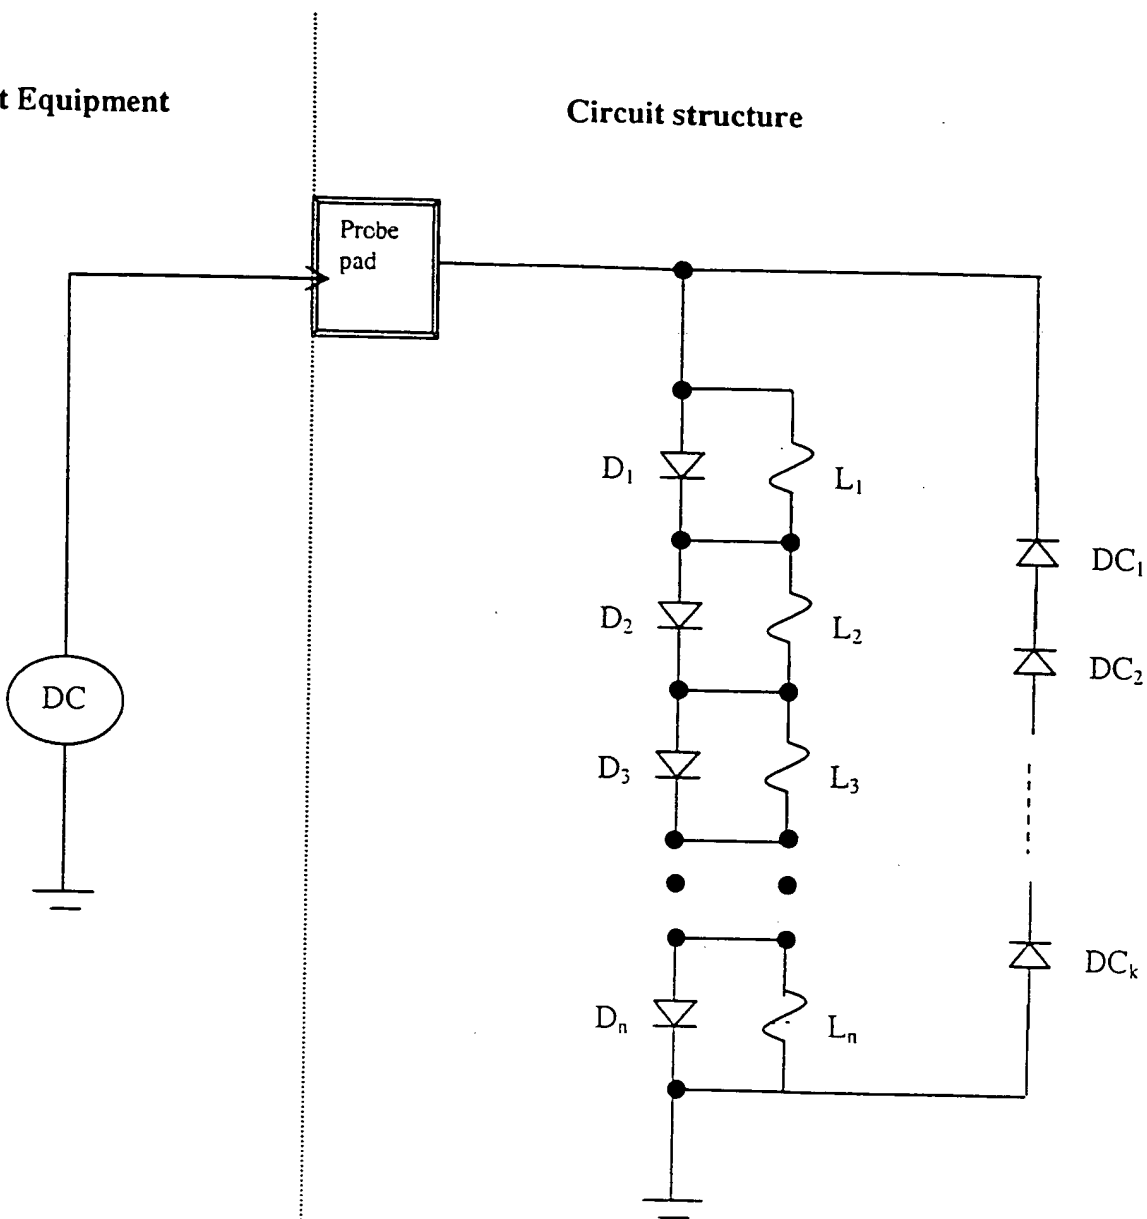 t Equipment
Circuit structure
Probe
pad
D₁
L₁
DC₁
D₂
L₂
DC₂
DC
D₃
L₃
DCₖ
Dₙ
Lₙ